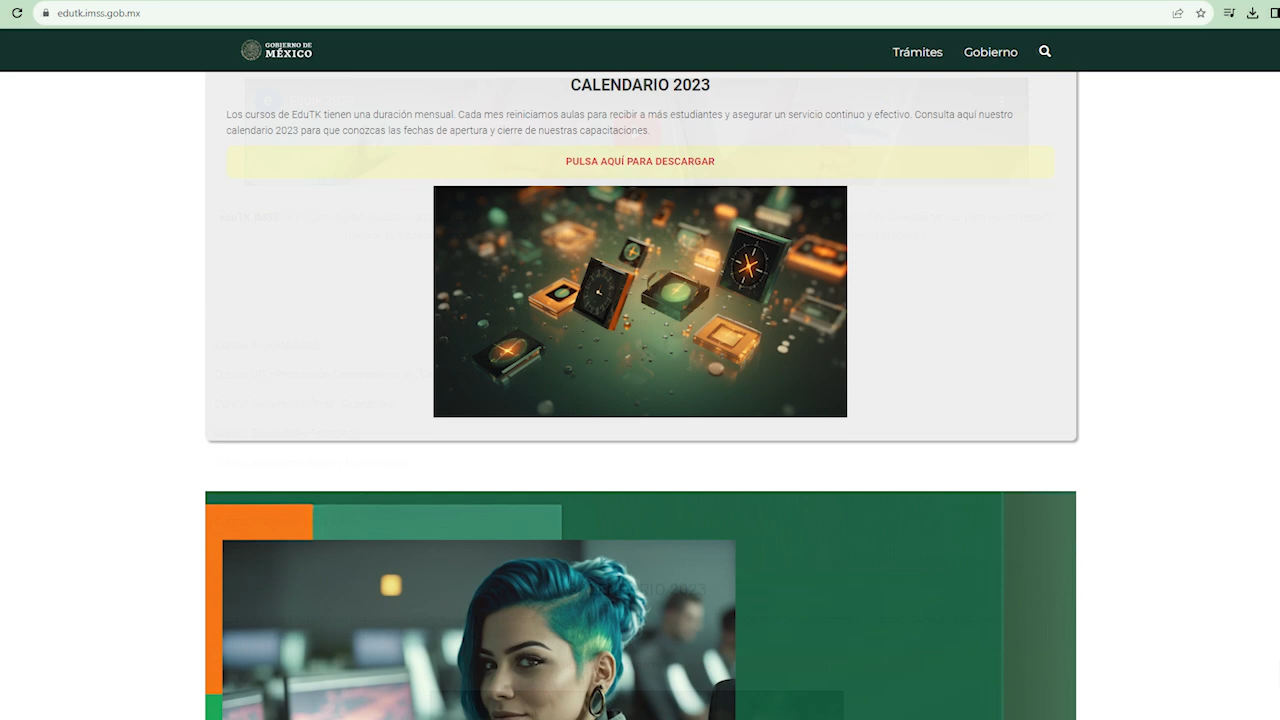 edutk.imss.gob.mx
GOBIERNO DE
MÉXICO
Trámites
Gobierno
CALENDARIO 2023
Los cursos de EduTK tienen una duración mensual. Cada mes reiniciamos aulas para recibir a más estudiantes y asegurar un servicio continuo y efectivo. Consulta aquí nuestro
calendario 2023 para que conozcas las fechas de apertura y cierre de nuestras capacitaciones.
PULSA AQUÍ PARA DESCARGAR